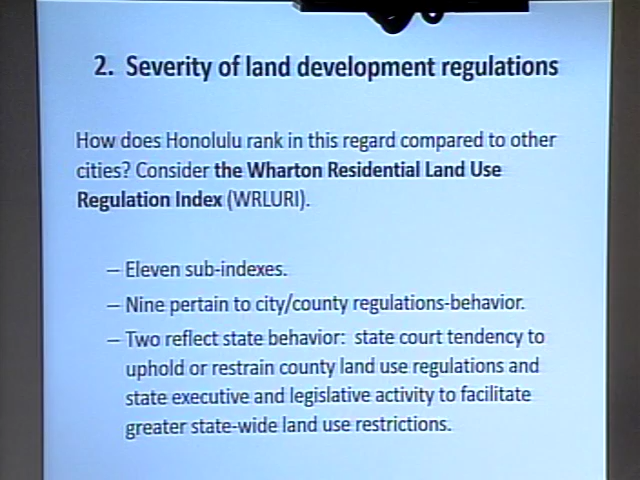 2. Severity of land development regulations
How does Honolulu rank in this regard compared to other
cities? Consider the Wharton Residential Land Use
Regulation Index (WRLURI).
– Eleven sub-indexes.
– Nine pertain to city/county regulations-behavior.
– Two reflect state behavior: state court tendency to
uphold or restrain county land use regulations and
state executive and legislative activity to facilitate
greater state-wide land use restrictions.